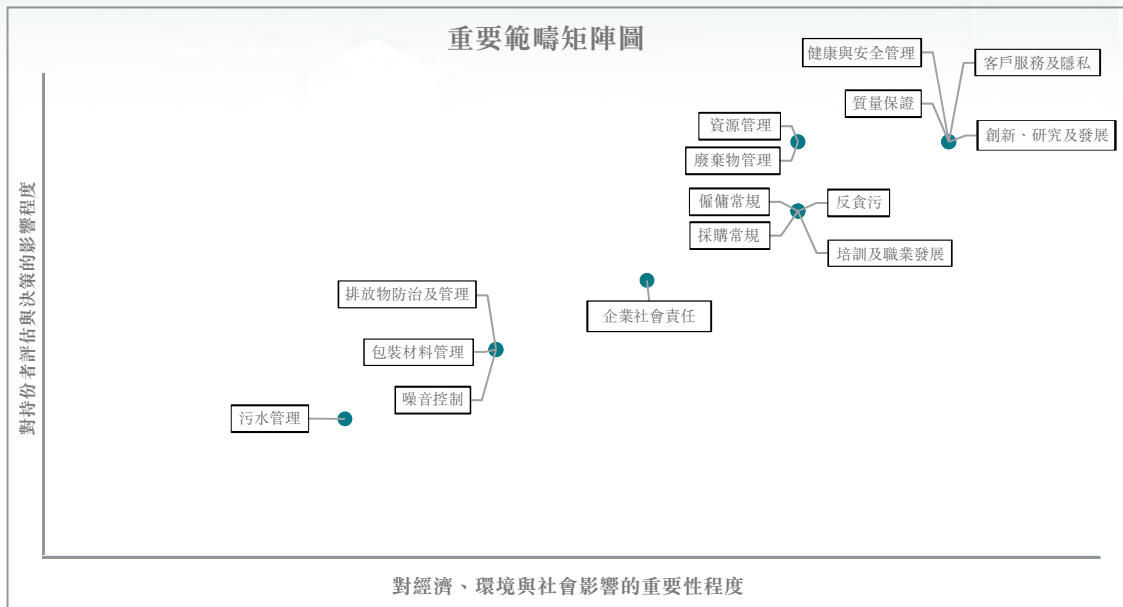 重要範疇矩陣圖
健康與安全管理
客戶服務及隱私
質量保證
資源管理
創新、研究及發展
廢棄物管理
僱傭常規
反貪污
採購常規
培訓及職業發展
排放物防治及管理
企業社會責任
包裝材料管理
噪音控制
污水管理
對持份者評估與決策的影響程度
對經濟、環境與社會影響的重要性程度